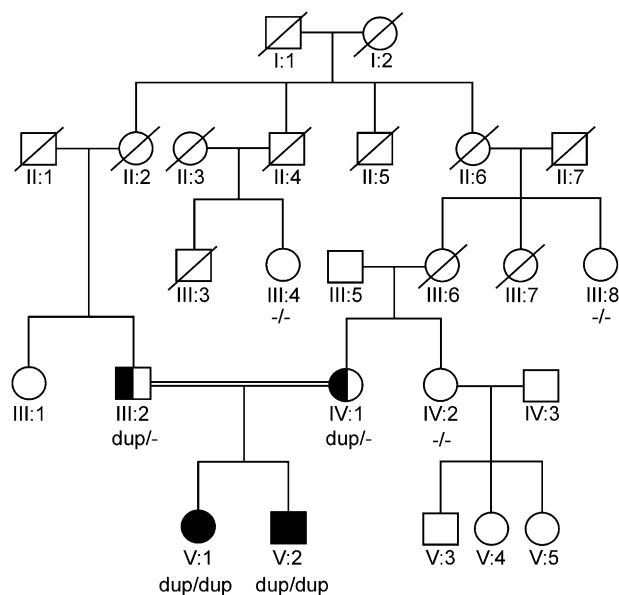 I:1 I:2
II:1 II:2 II:3 II:4 II:5 II:6 II:7
III:3 III:4 III:5 III:6 III:7 III:8
-/- -/-
III:1 III:2 IV:1 IV:2 IV:3
dup/- dup/- -/-
V:1 V:2 V:3 V:4 V:5
dup/dup dup/dup